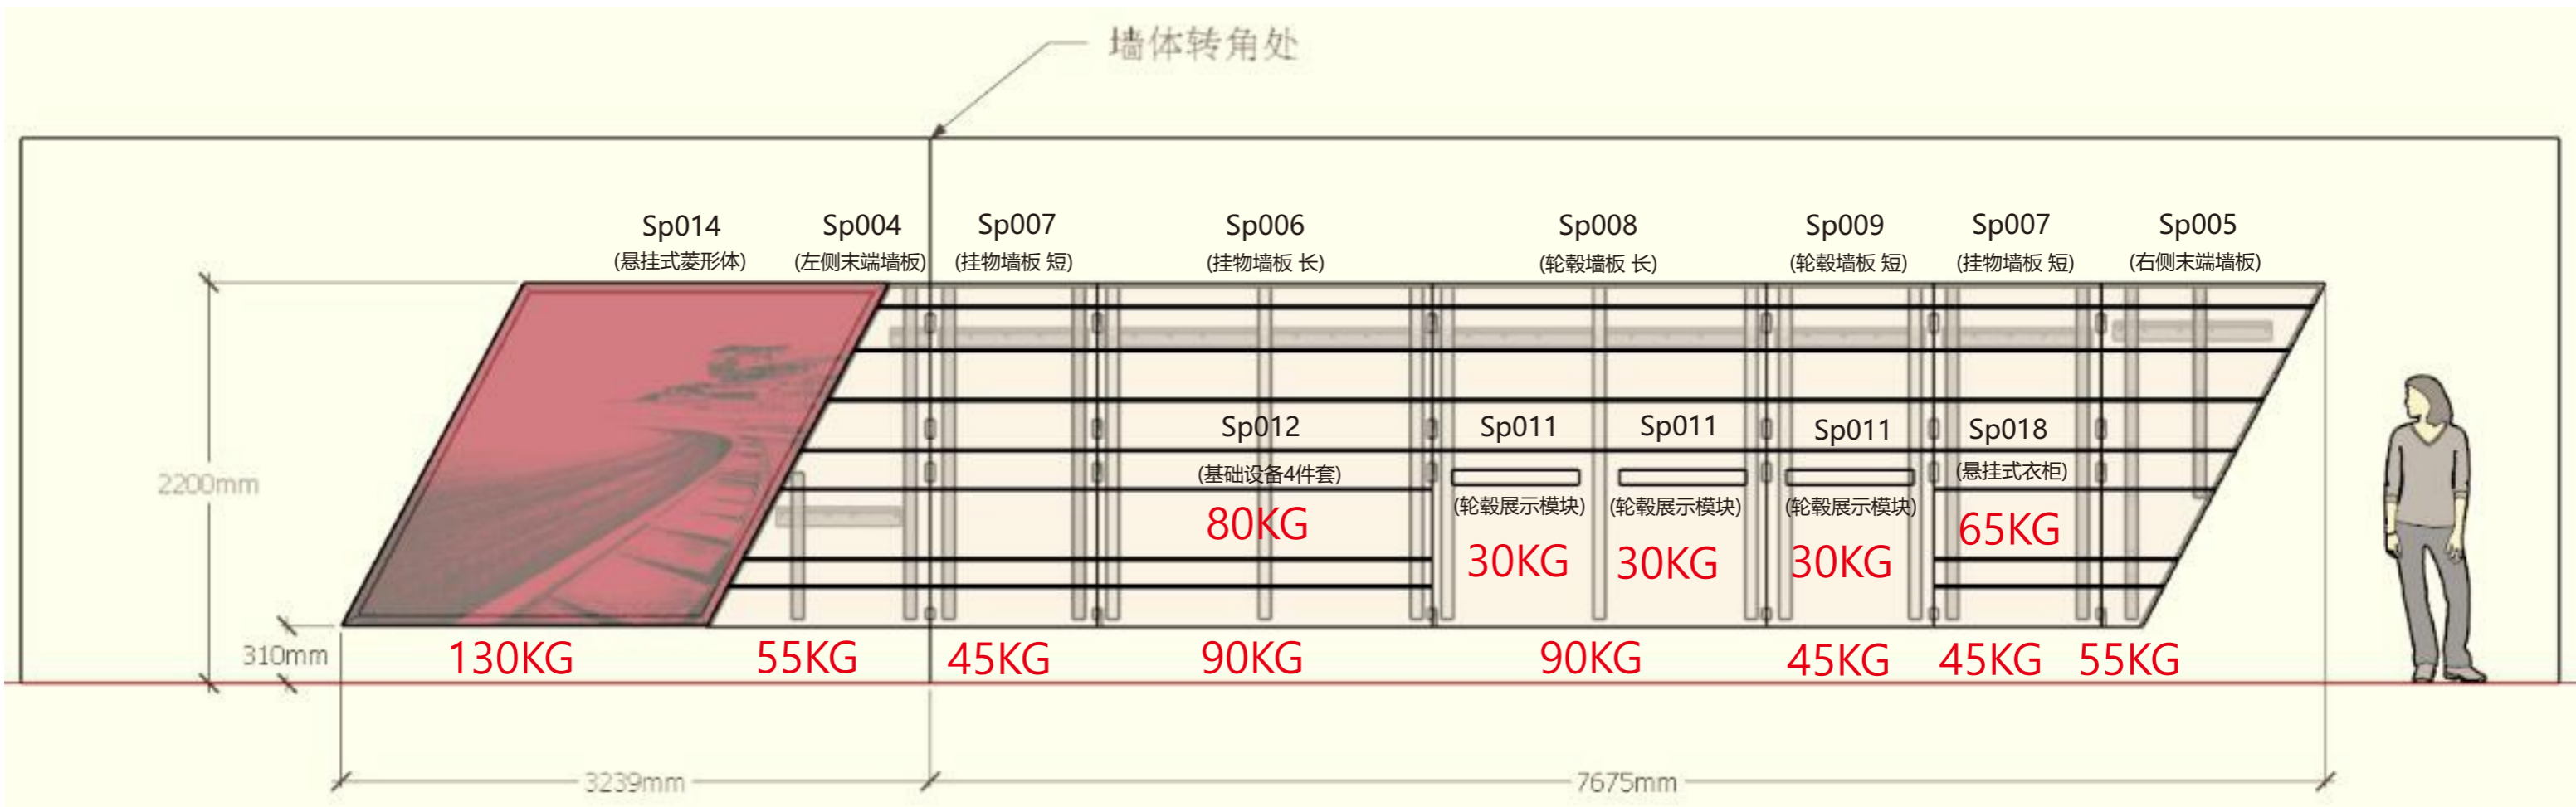 墙体转角处
Sp014
(悬挂式菱形体)
Sp004
(左侧末端墙板)
Sp007
(挂物墙板 短)
Sp006
(挂物墙板 长)
Sp008
(轮毂墙板 长)
Sp009
(轮毂墙板 短)
Sp007
(挂物墙板 短)
Sp005
(右侧末端墙板)
Sp012
(基础设备4件套)
80KG
Sp011
(轮毂展示模块)
30KG
Sp011
(轮毂展示模块)
30KG
Sp011
(轮毂展示模块)
30KG
Sp018
(悬挂式衣柜)
65KG
2200mm
310mm
130KG
55KG
45KG
90KG
90KG
45KG
45KG
55KG
3239mm
7675mm